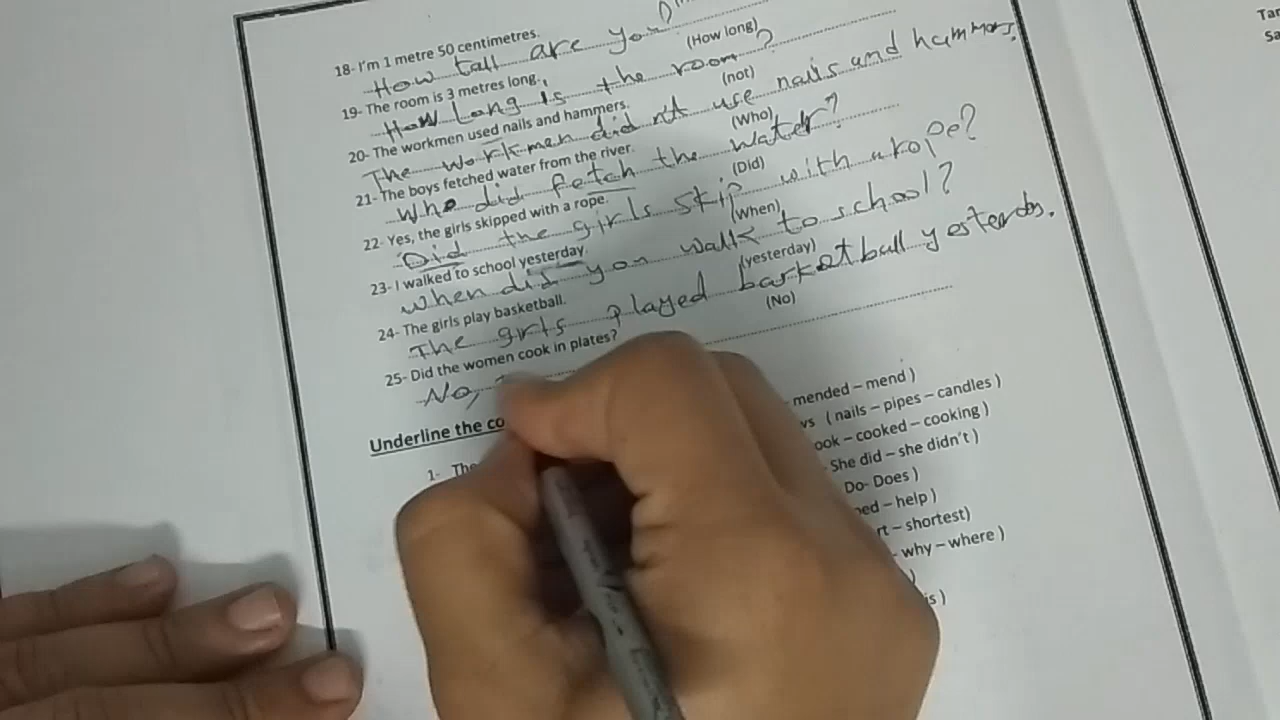 18- I'm 1 metre 50 centimetres.
How tall are you
19- The room is 3 metres long. (How long)
How Long is the room?
20- The workmen used nails and hammers. (not)
The workmen didn't use nails and hammers.
21- The boys fetched water from the river. (Who)
Who did fetch the water?
22- Yes, the girls skipped with a rope. (Did)
Did the girls skip with a rope?
23- I walked to school yesterday. (When)
When did you walk to school?
24- The girls play basketball. (yesterday)
The girls played basketball yesterday.
25- Did the women cook in plates? (No)
No,
Underline the co
1- The mended – mend )
( nails – pipes – candles )
ook – cooked – cooking )
She did – she didn't )
Do- Does )
ed – help )
rt – shortest)
- why – where )
)
is )
Tar
Sa